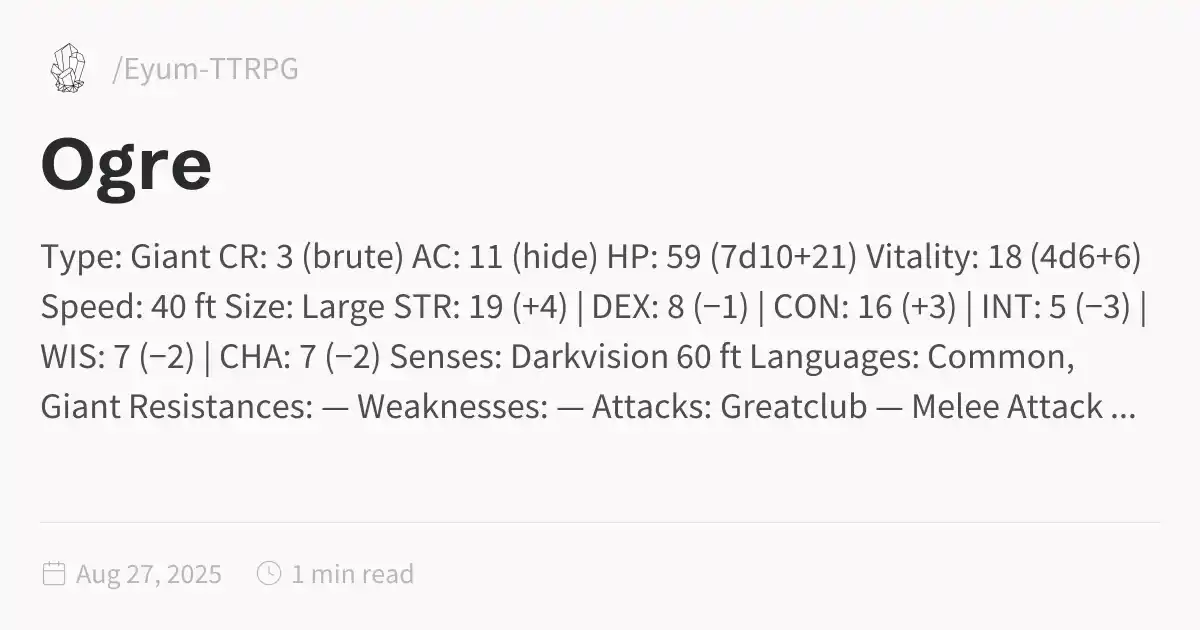 /Eyum-TTRPG
Ogre
Type: Giant CR: 3 (brute) AC: 11 (hide) HP: 59 (7d10+21) Vitality: 18 (4d6+6)
Speed: 40 ft Size: Large STR: 19 (+4) | DEX: 8 (−1) | CON: 16 (+3) | INT: 5 (−3) |
WIS: 7 (−2) | CHA: 7 (−2) Senses: Darkvision 60 ft Languages: Common,
Giant Resistances: — Weaknesses: — Attacks: Greatclub — Melee Attack ...
Aug 27, 2025 1 min read